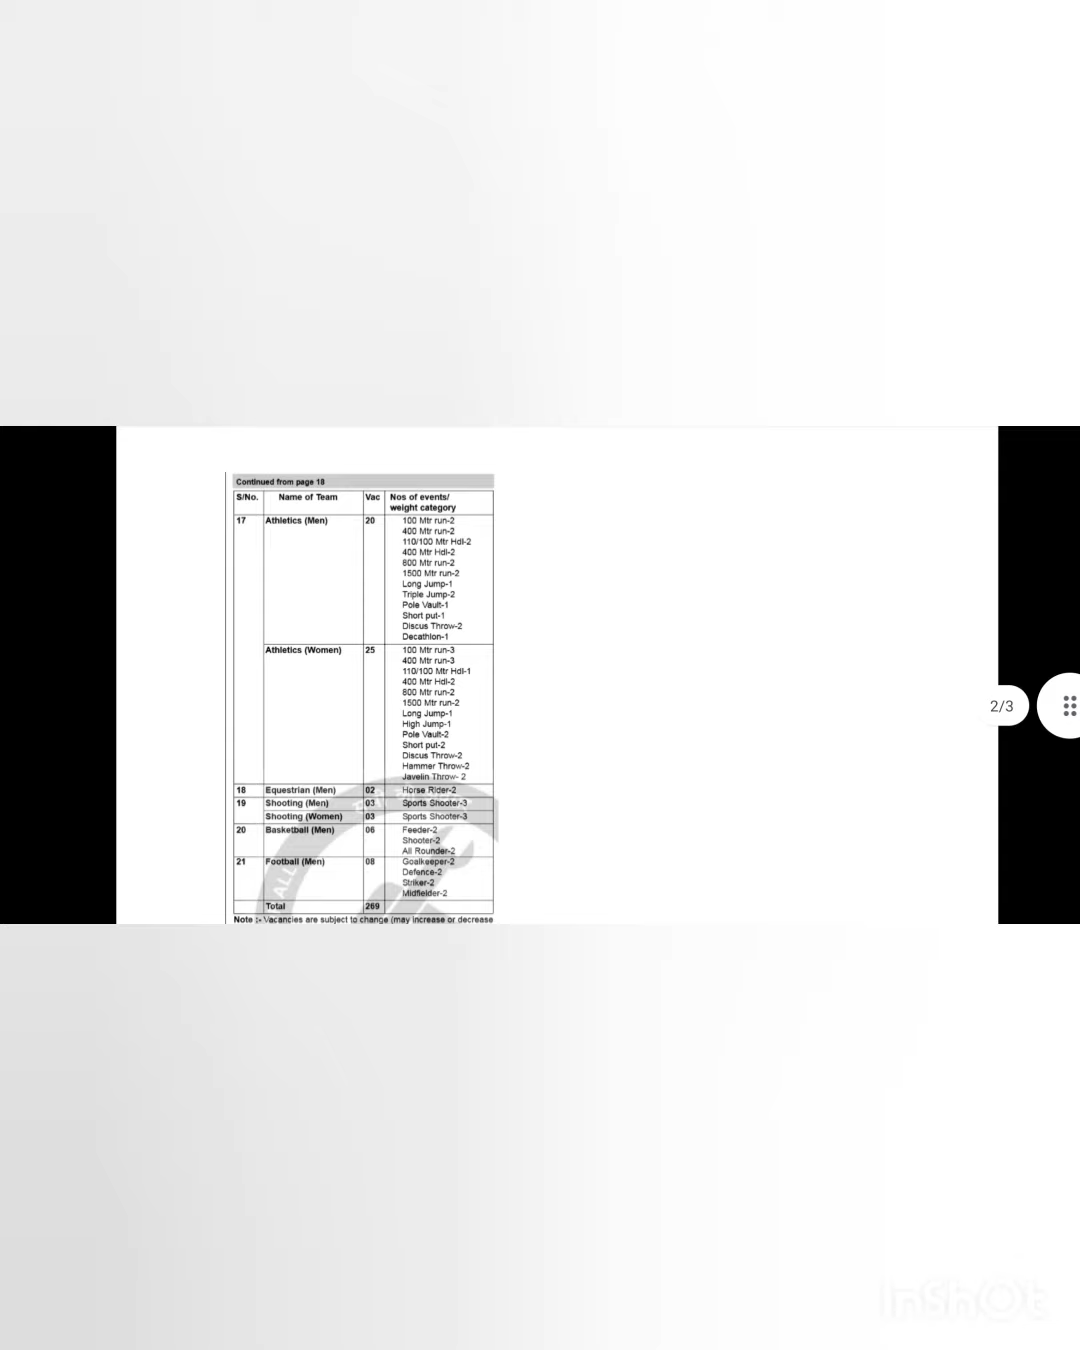 Continued from page 18
S/No. Name of Team Vac Nos of events/
weight category
17 Athletics (Men) 20 100 Mtr run-2
400 Mtr run-2
110/100 Mtr Hdl-2
400 Mtr Hdl-2
800 Mtr run-2
1500 Mtr run-2
Long Jump-1
Triple Jump-2
Pole Vault-1
Short put-1
Discus Throw-2
Decathlon-1
Athletics (Women) 25 100 Mtr run-3
400 Mtr run-3
110/100 Mtr Hdl-1
400 Mtr Hdl-2
800 Mtr run-2
1500 Mtr run-2
Long Jump-1
High Jump-1
Pole Vault-2
Short put-2
Discus Throw-2
Hammer Throw-2
Javelin Throw- 2
18 Equestrian (Men) 02 Horse Rider-2
19 Shooting (Men) 03 Sports Shooter-3
Shooting (Women) 03 Sports Shooter-3
20 Basketball (Men) 06 Feeder-2
Shooter-2
All Rounder-2
21 Football (Men) 08 Goalkeeper-2
Defence-2
Striker-2
Midfielder-2
Total 269
Note :- Vacancies are subject to change (may increase or decrease
2/3
ALL
InShOt